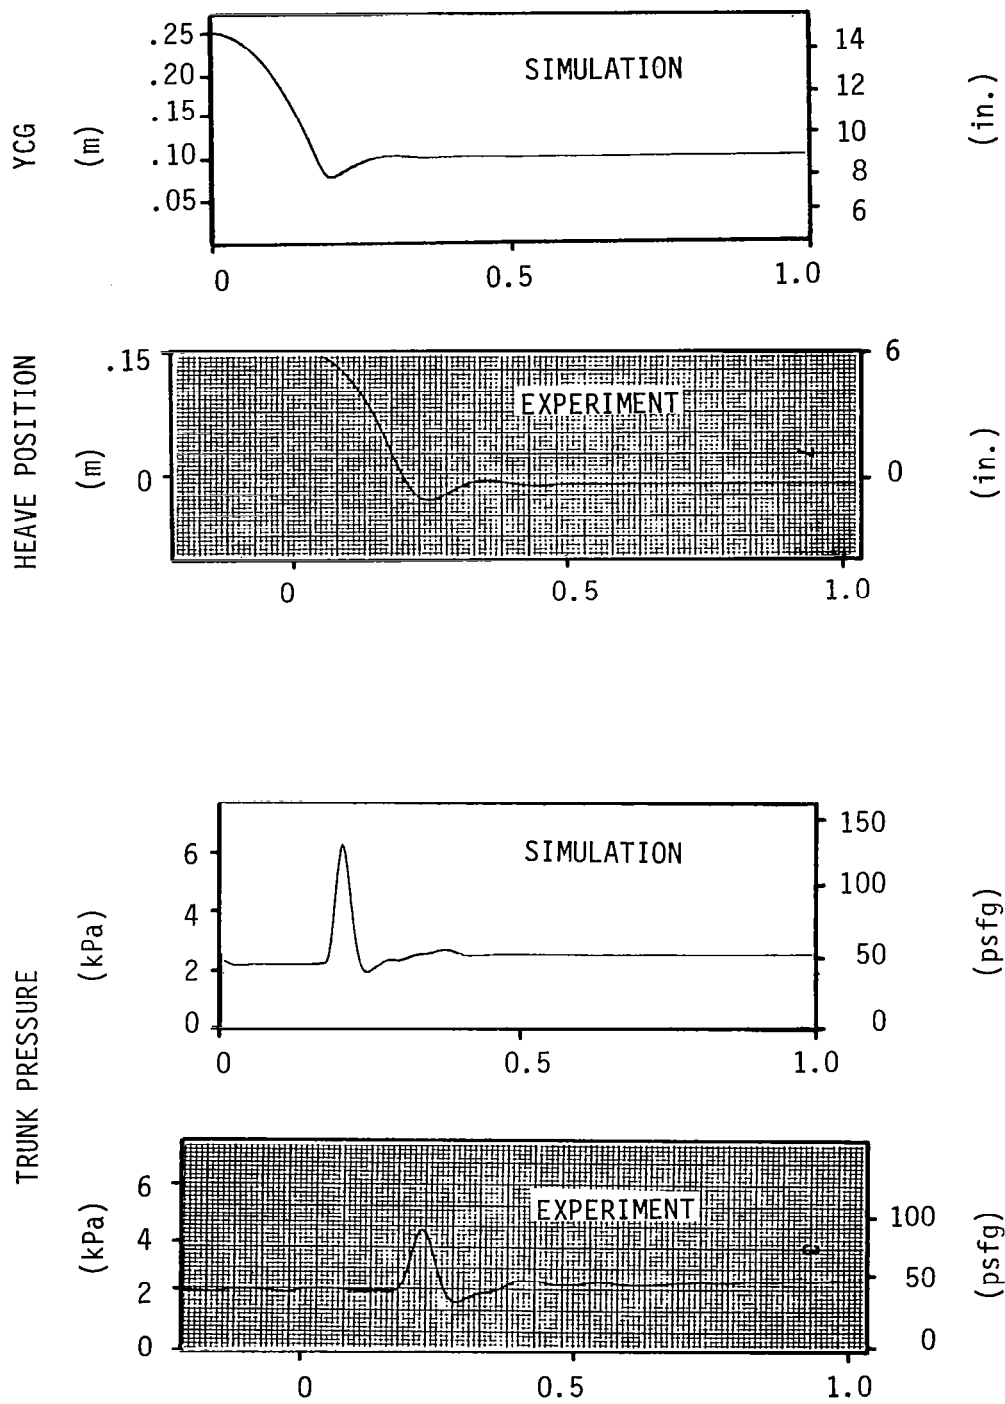 YCG
(m)
.25
.20
.15
.10
.05
SIMULATION
14
12
10
8
6
(in.)
0 0.5 1.0
HEAVE POSITION
(m)
.15
0
EXPERIMENT
6
0
(in.)
0 0.5 1.0
TRUNK PRESSURE
(kPa)
6
4
2
0
SIMULATION
150
100
50
0
(psfg)
0 0.5 1.0
(kPa)
6
4
2
0
EXPERIMENT
3
100
50
0
(psfg)
0 0.5 1.0